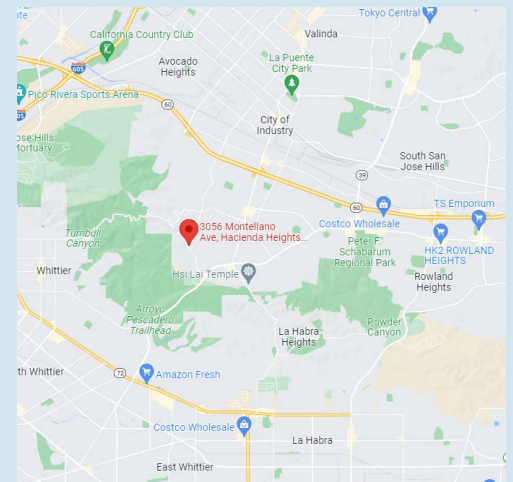 Tokyo Central
California Country Club
Valinda
605
Avocado
Heights
La Puente
City Park
Pico Rivera Sports Arena
60
City of
Industry
ose Hills
Mortuary
South San
Jose Hills
39
60
TS Emporium
3056 Montellano
Ave, Hacienda Heights...
Costco Wholesale
Turnbull
Canyon
Peter F.
Schabarum
Regional Park
HK2 ROWLAND
HEIGHTS
Whittier
Hsi Lai Temple
Rowland
Heights
Arroyo
Pescadero
Trailhead
Powder
Canyon
La Habra
Heights
th Whittier
72
Amazon Fresh
Costco Wholesale
La Habra
East Whittier